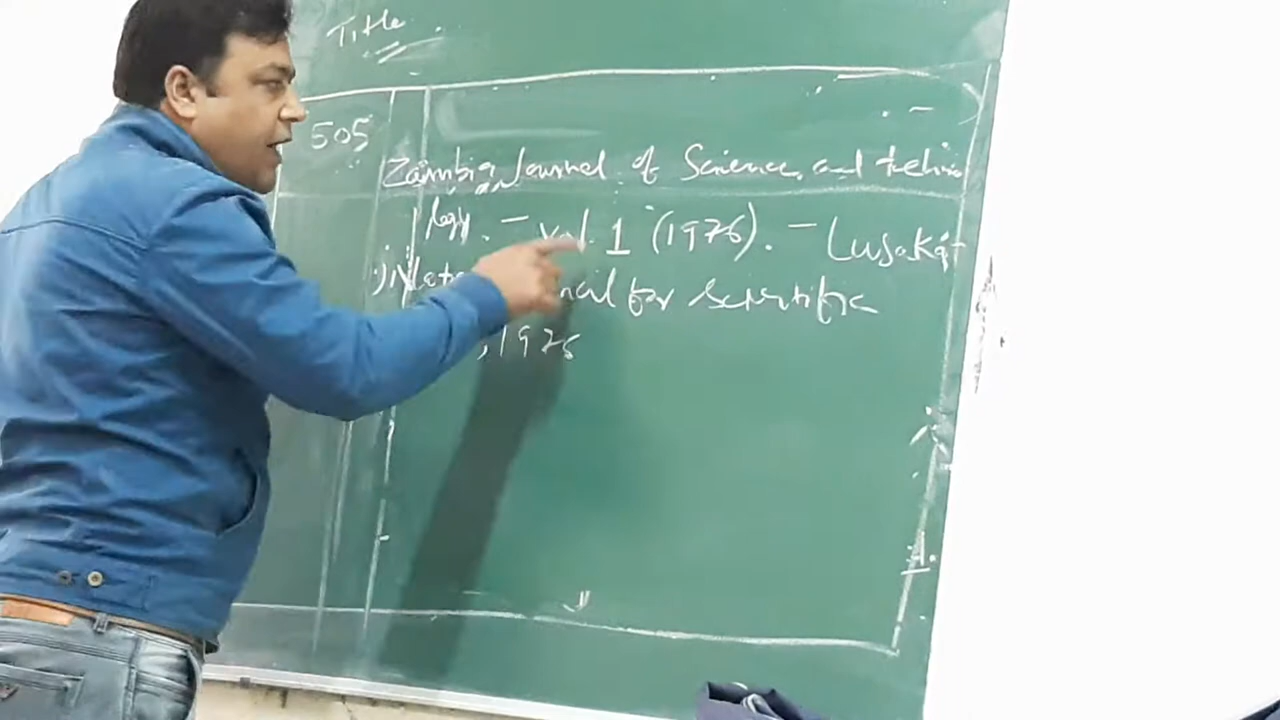 Title
505
Zambia Journal of Science and techno
logy. – Vol. 1 (1976). – Lusaka:
for Scientific
, 1976